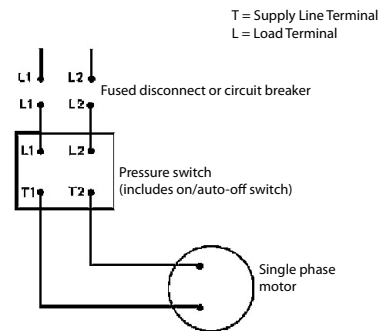 T = Supply Line Terminal
L = Load Terminal
L1 L2
L1 L2
Fused disconnect or circuit breaker
L1 L2
Pressure switch
(includes on/auto-off switch)
T1 T2
Single phase
motor